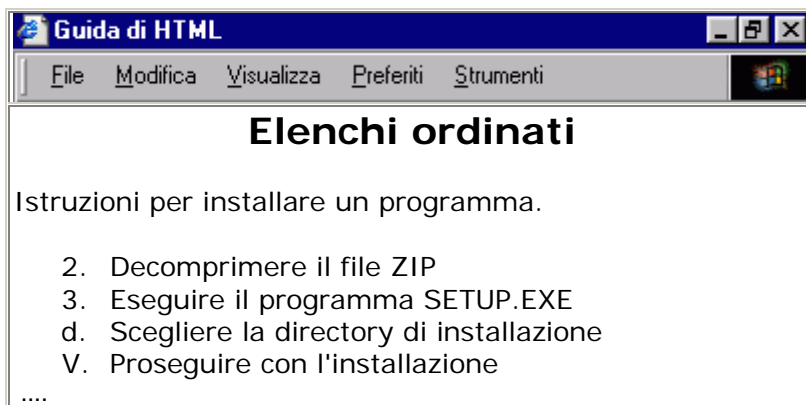 Guida di HTML
File Modifica Visualizza Preferiti Strumenti
Elenchi ordinati
Istruzioni per installare un programma.
2. Decomprimere il file ZIP
3. Eseguire il programma SETUP.EXE
d. Scegliere la directory di installazione
V. Proseguire con l'installazione
....